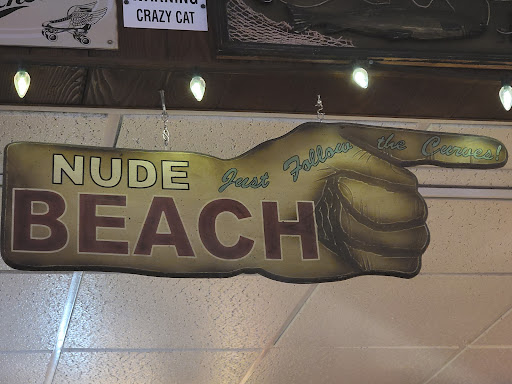 WARNING
CRAZY CAT
NUDE
Just Follow the Curves!
BEACH